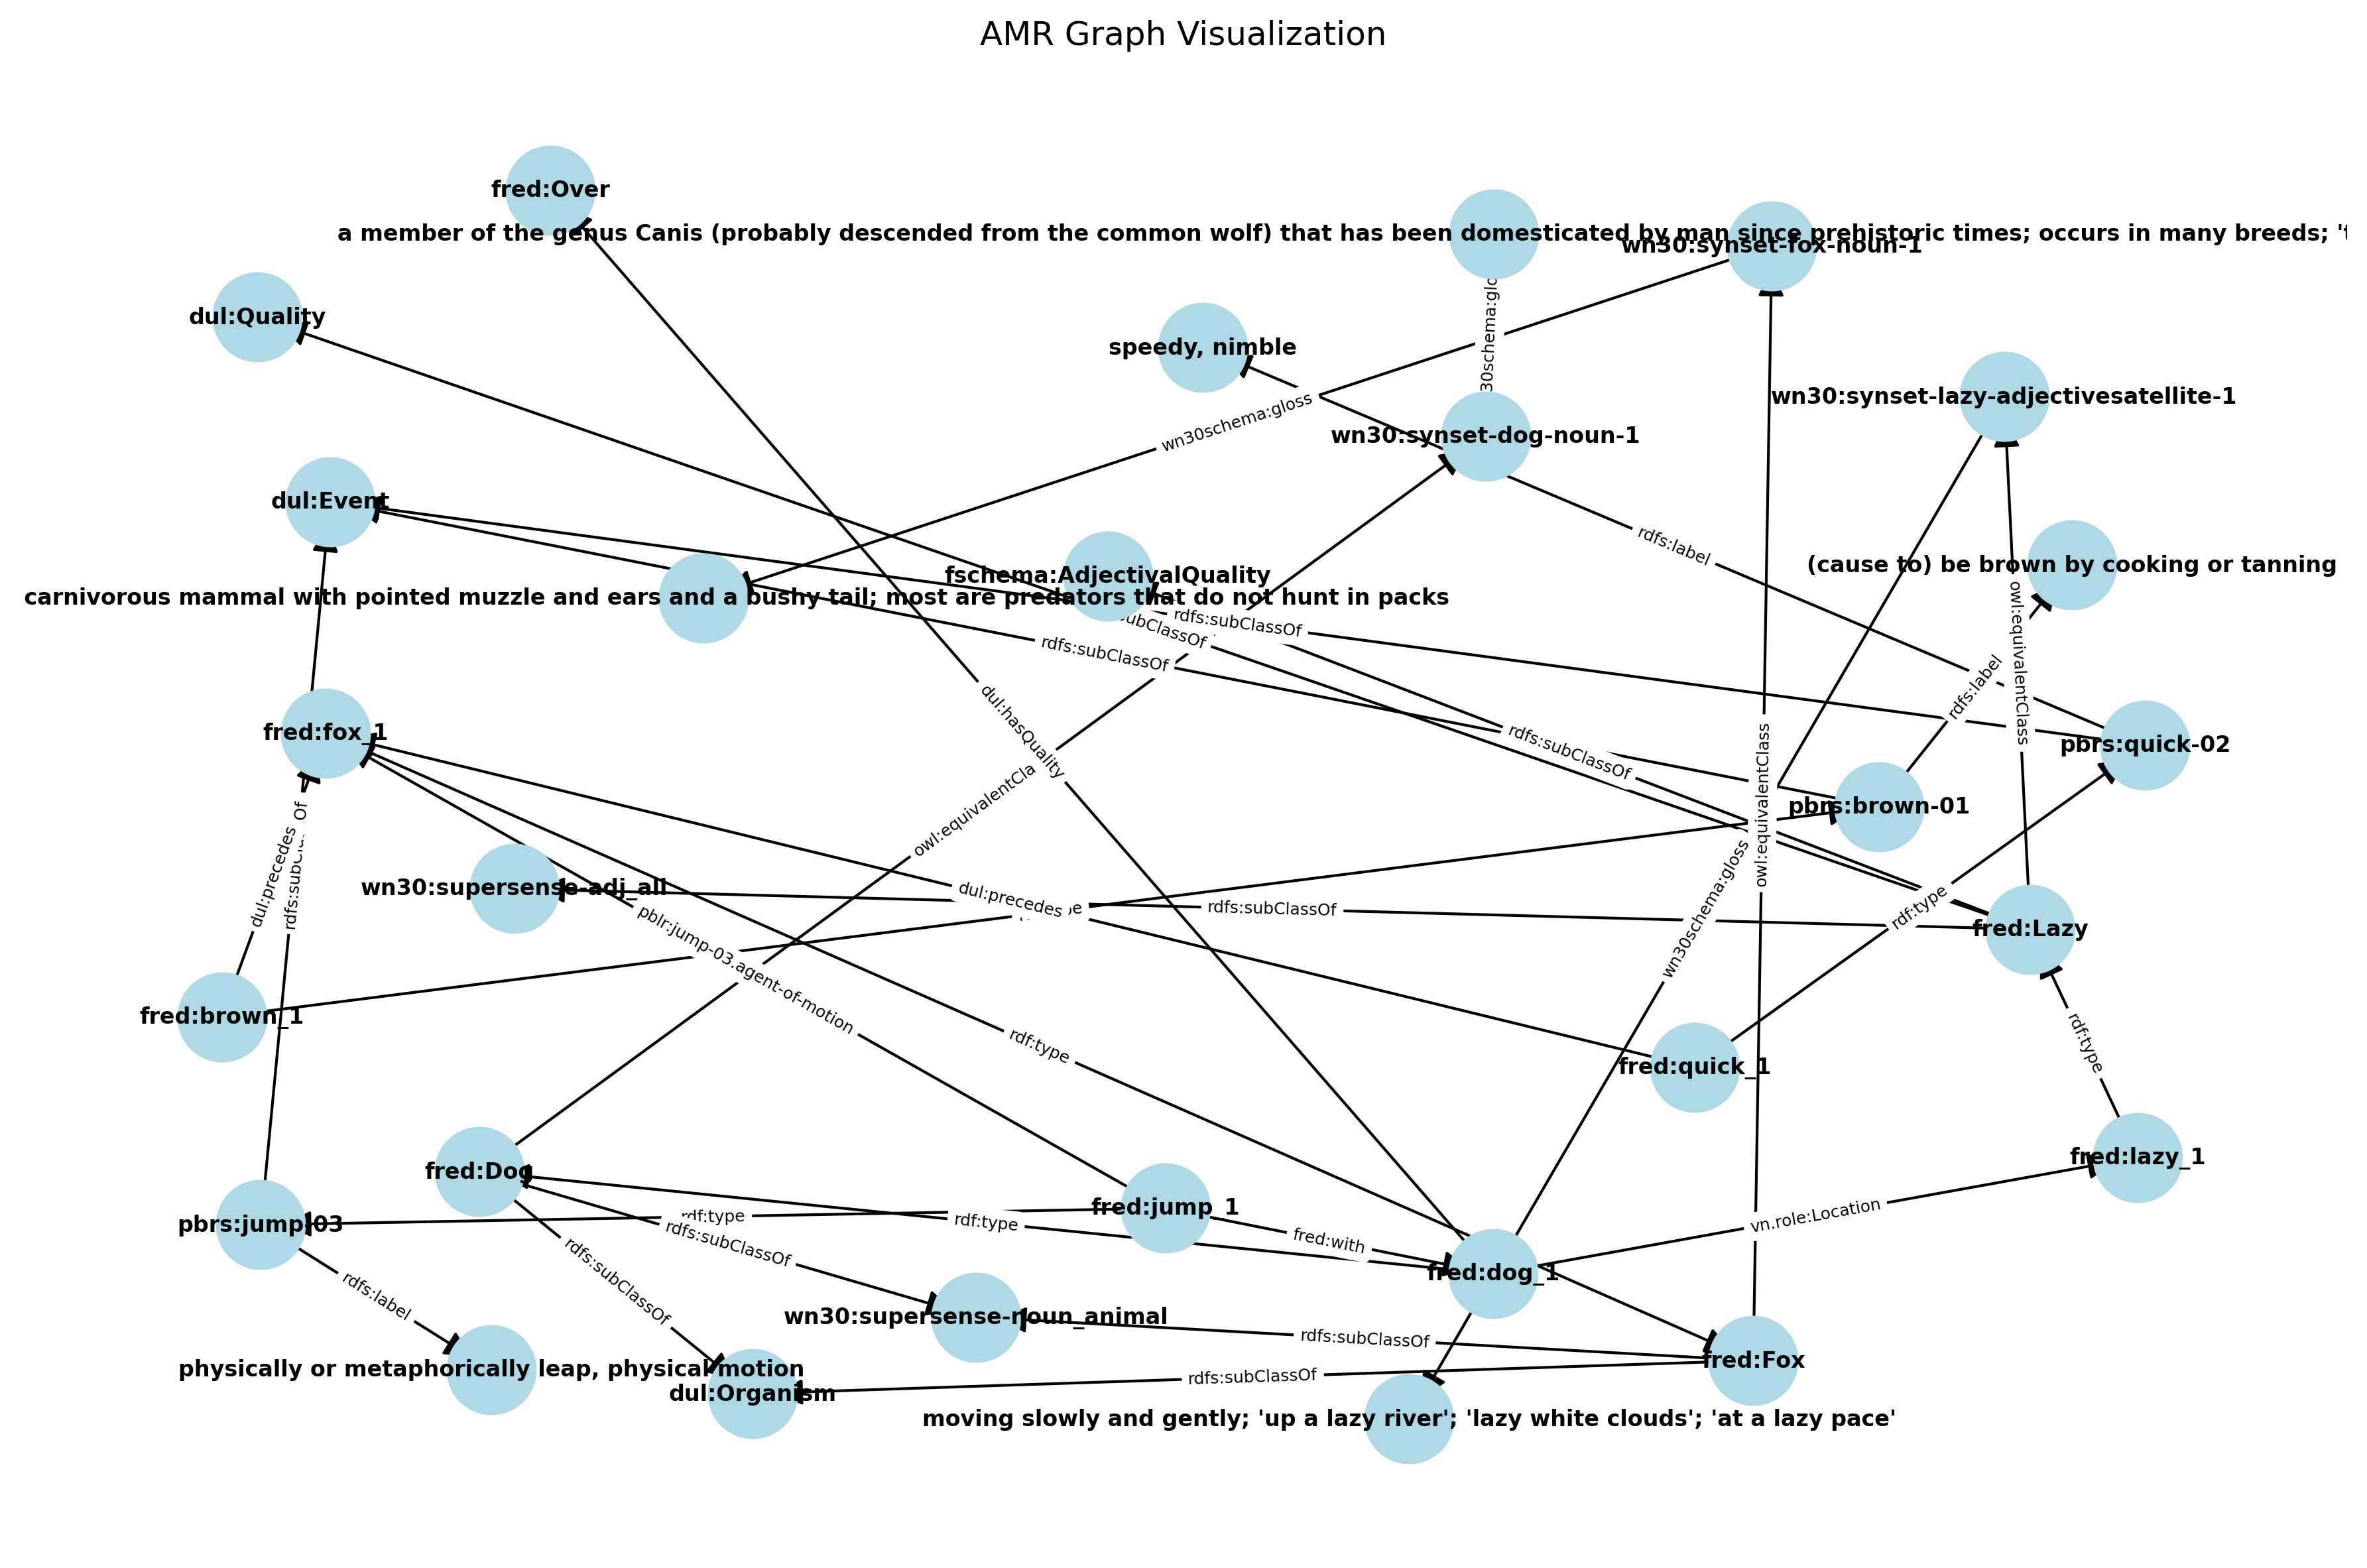 AMR Graph Visualization
fred:Over
a member of the genus Canis (probably descended from the common wolf) that has been domesticated by man since prehistoric times; occurs in many breeds;
wn30:synset-fox-noun-1
dul:Quality
30schema:glo
speedy, nimble
wn30:synset-lazy-adjectivesatellite-1
wn30schema:gloss
wn30:synset-dog-noun-1
dul:Event
rdfs:label
(cause to) be brown by cooking or tanning
fschema:AdjectivalQuality
carnivorous mammal with pointed muzzle and ears and a bushy tail; most are predators that do not hunt in packs
rdfs:subClassOf
subClassOf
rdfs:subClassOf
owl:equivalentClass
rdfs:label
fred:fox_1
dul:hasQuality
rdfs:subClassOf
pbrs:quick-02
owl:equivalentCla
owl:equivalentClass
pbrs:brown-01
dul:precedes
rdfs:subClassOf
wn30:supersense-adj_all
dul:precedes
rdfs:subClassOf
wn30schema:gloss
rdf:type
fred:Lazy
pblr:jump-03.agent-of-motion
fred:brown_1
rdf:type
rdf:type
fred:quick_1
fred:Dog
fred:lazy_1
pbrs:jump-03
rdf:type
fred:jump_1
rdf:type
vn.role:Location
rdfs:subClassOf
fred:with
fred:dog_1
rdfs:label
rdfs:subClassOf
wn30:supersense-noun_animal
rdfs:subClassOf
fred:Fox
physically or metaphorically leap, physical motion
dul:Organism
rdfs:subClassOf
moving slowly and gently; 'up a lazy river'; 'lazy white clouds'; 'at a lazy pace'